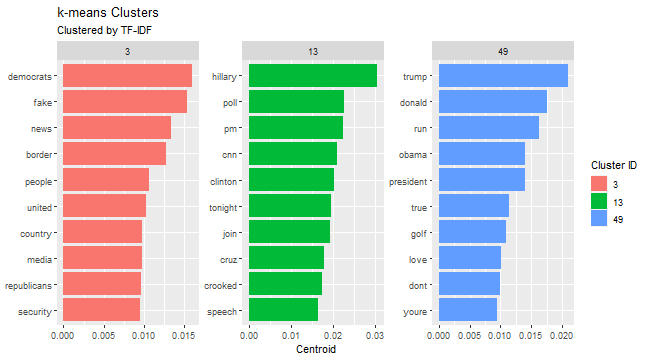 k-means Clusters
Clustered by TF-IDF
3
democrats
fake
news
border
people
united
country
media
republicans
security
0.000 0.005 0.010 0.015
13
hillary
poll
pm
cnn
clinton
tonight
join
cruz
crooked
speech
0.00 0.01 0.02 0.03
49
trump
donald
run
obama
president
true
golf
love
dont
youre
0.000 0.005 0.010 0.015 0.020
Centroid
Cluster ID
3
13
49